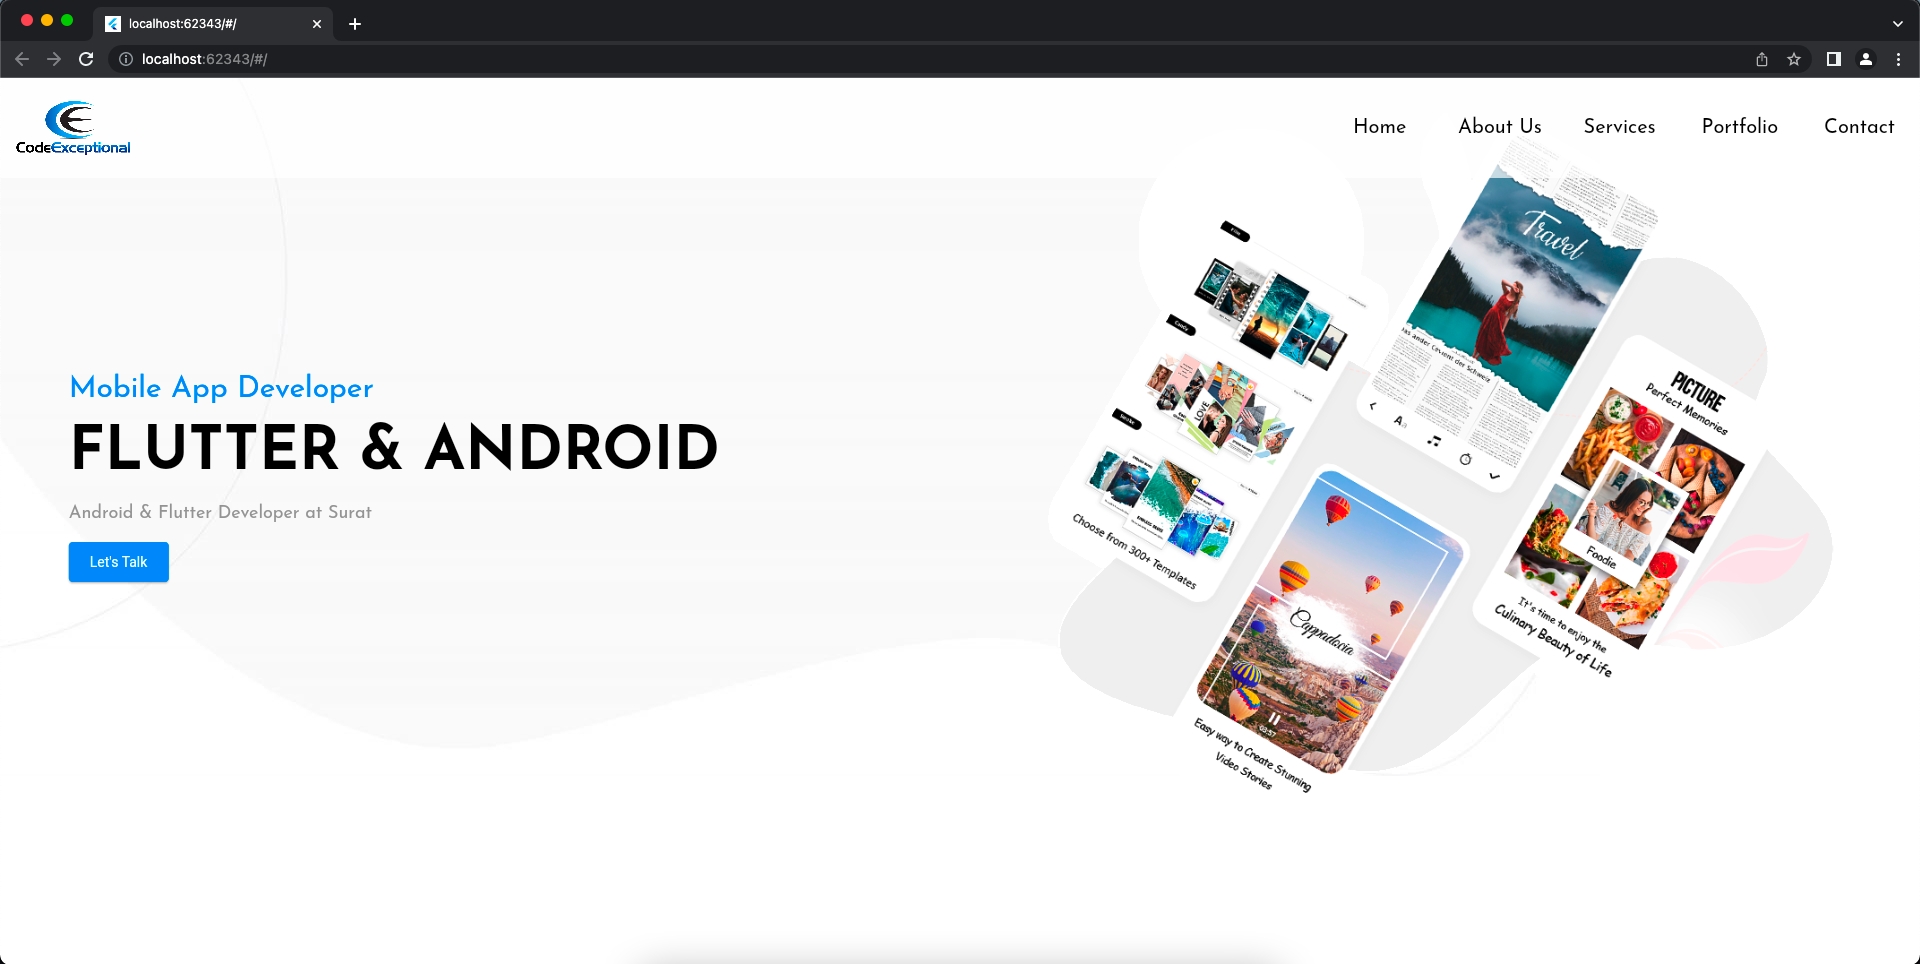 localhost:62343/#/
localhost:62343/#/
CodeExceptional
Home
About Us
Services
Portfolio
Contact
Mobile App Developer
FLUTTER & ANDROID
Android & Flutter Developer at Surat
Let's Talk
LOVE
Choose from 300+ Templates
Travel
Aa
Cappadocia
Easy way to Create Stunning
Video Stories
PICTURE
Perfect Memories
Foodie
It's time to enjoy the
Culinary Beauty of Life